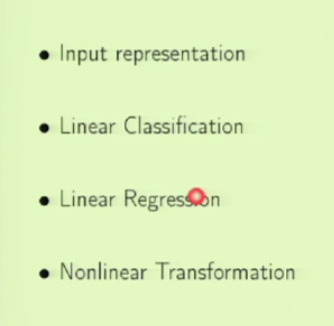 • Input representation
• Linear Classification
• Linear Regression
• Nonlinear Transformation